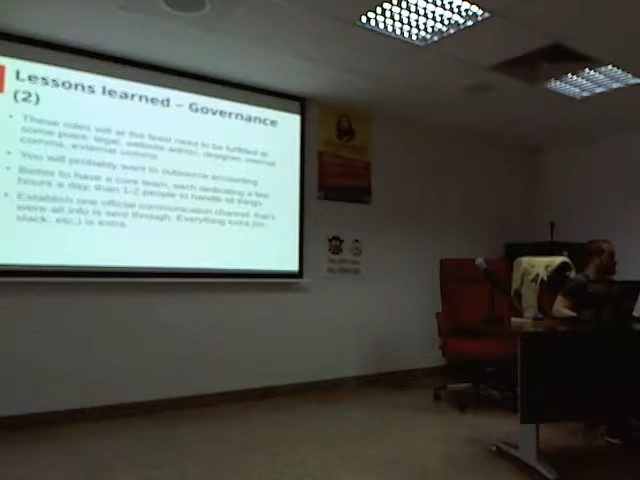 Lessons learned – Governance
(2)
These roles will at the least need to be fulfilled at
some point: legal, website admin, designer, internal
comms, external comms
You will probably want to outsource accounting
Better to have a core team, each dedicating a few
hours a day, than 1-2 people to handle all things
Establish one official communication channel, that's
were all info is sent through. Everything extra (irc,
slack, etc.) is extra.